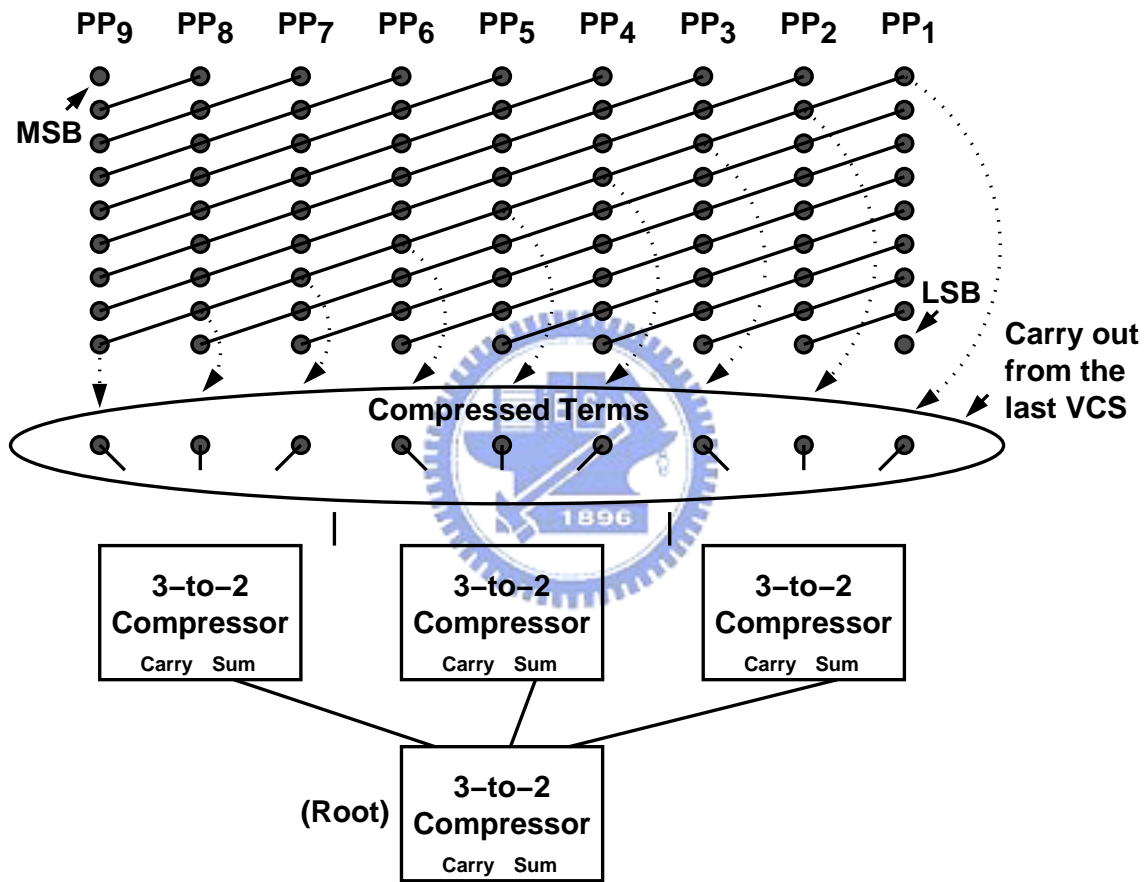 PP9 PP8 PP7 PP6 PP5 PP4 PP3 PP2 PP1
MSB
LSB
Carry out
from the
last VCS
Compressed Terms
1896
3-to-2
Compressor
Carry Sum
3-to-2
Compressor
Carry Sum
3-to-2
Compressor
Carry Sum
(Root)
3-to-2
Compressor
Carry Sum